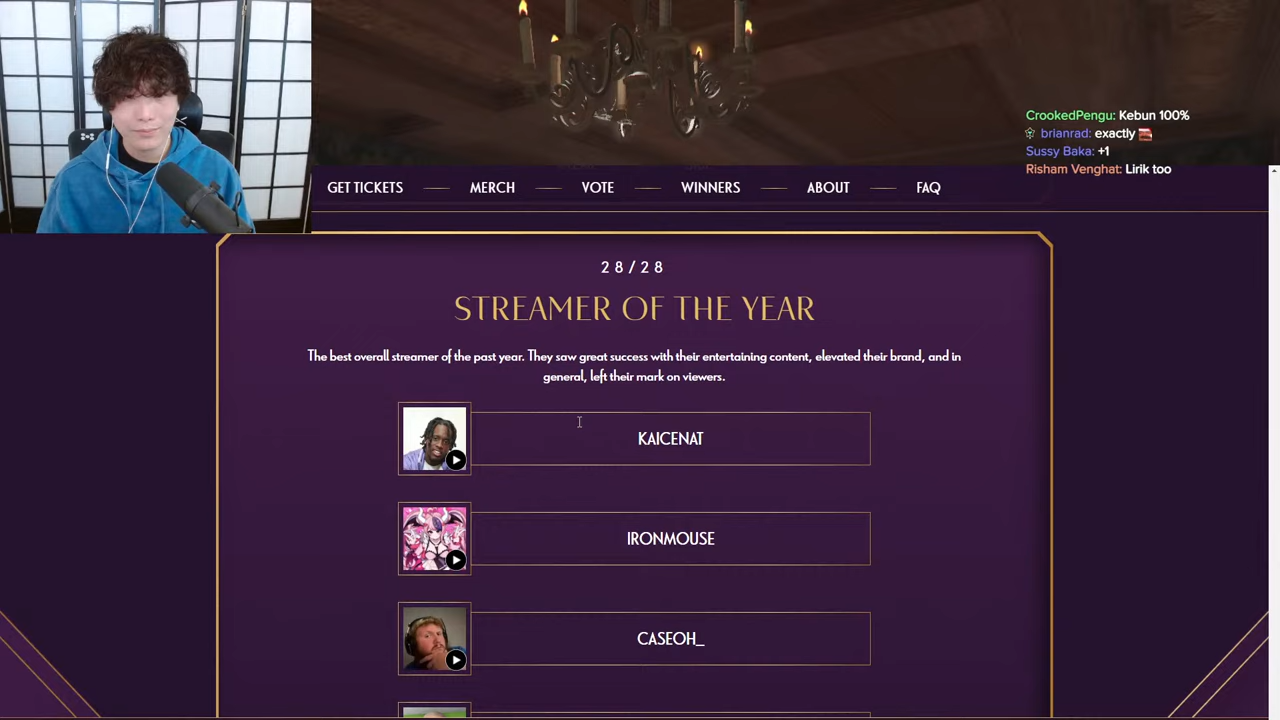 CrookedPengu: Kebun 100%
brianrad: exactly
Sussy Baka: +1
Risham Venghat: Lirik too
GET TICKETS MERCH VOTE WINNERS ABOUT FAQ
28/28
STREAMER OF THE YEAR
The best overall streamer of the past year. They saw great success with their entertaining content, elevated their brand, and in
general, left their mark on viewers.
KAICENAT
IRONMOUSE
CASEOH_